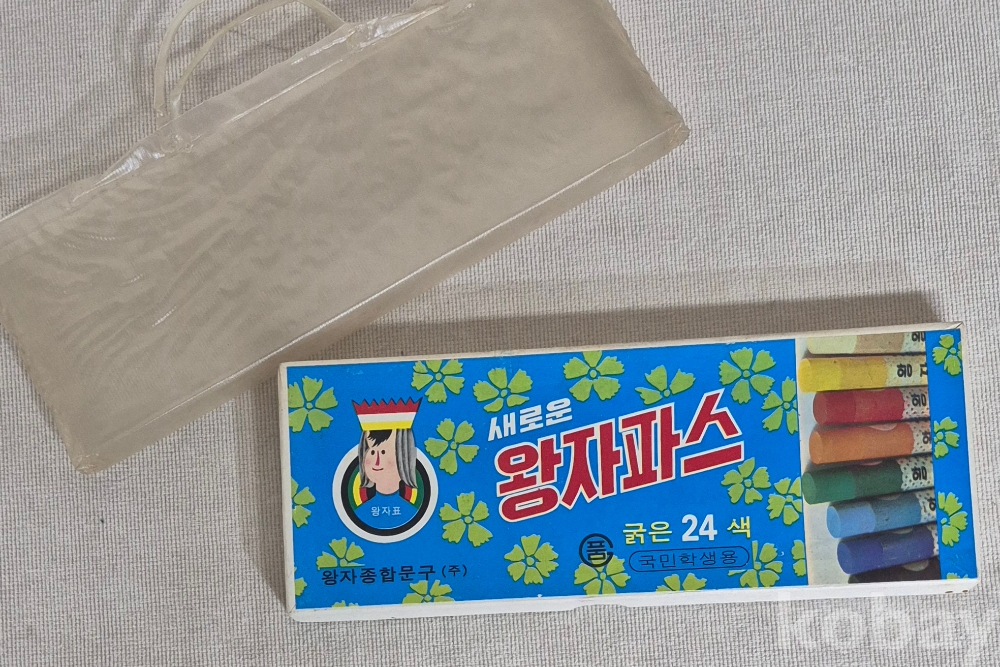 새로운
왕자파스
굵은 24 색
품
국민학생용
왕자표
왕자종합문구 (주)
kobay